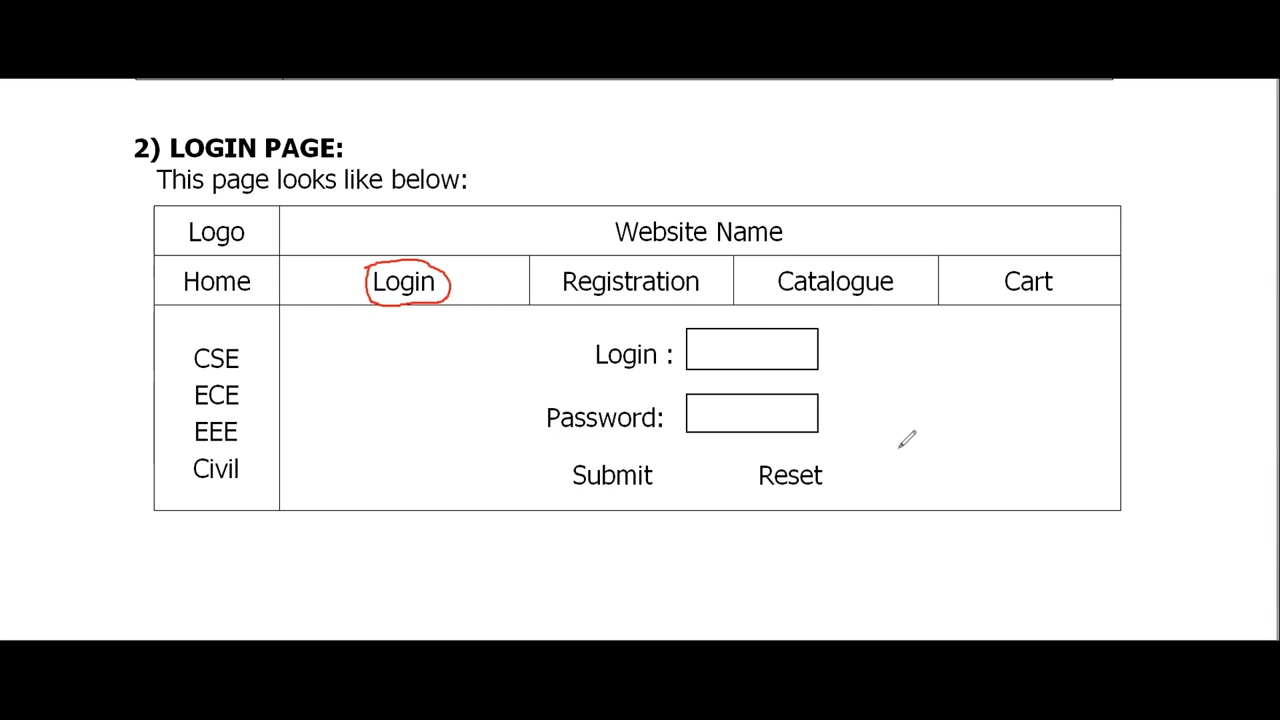 2) LOGIN PAGE:
This page looks like below:
Logo Website Name
Home Login Registration Catalogue Cart
CSE
ECE
EEE
Civil
Login :
Password:
Submit Reset